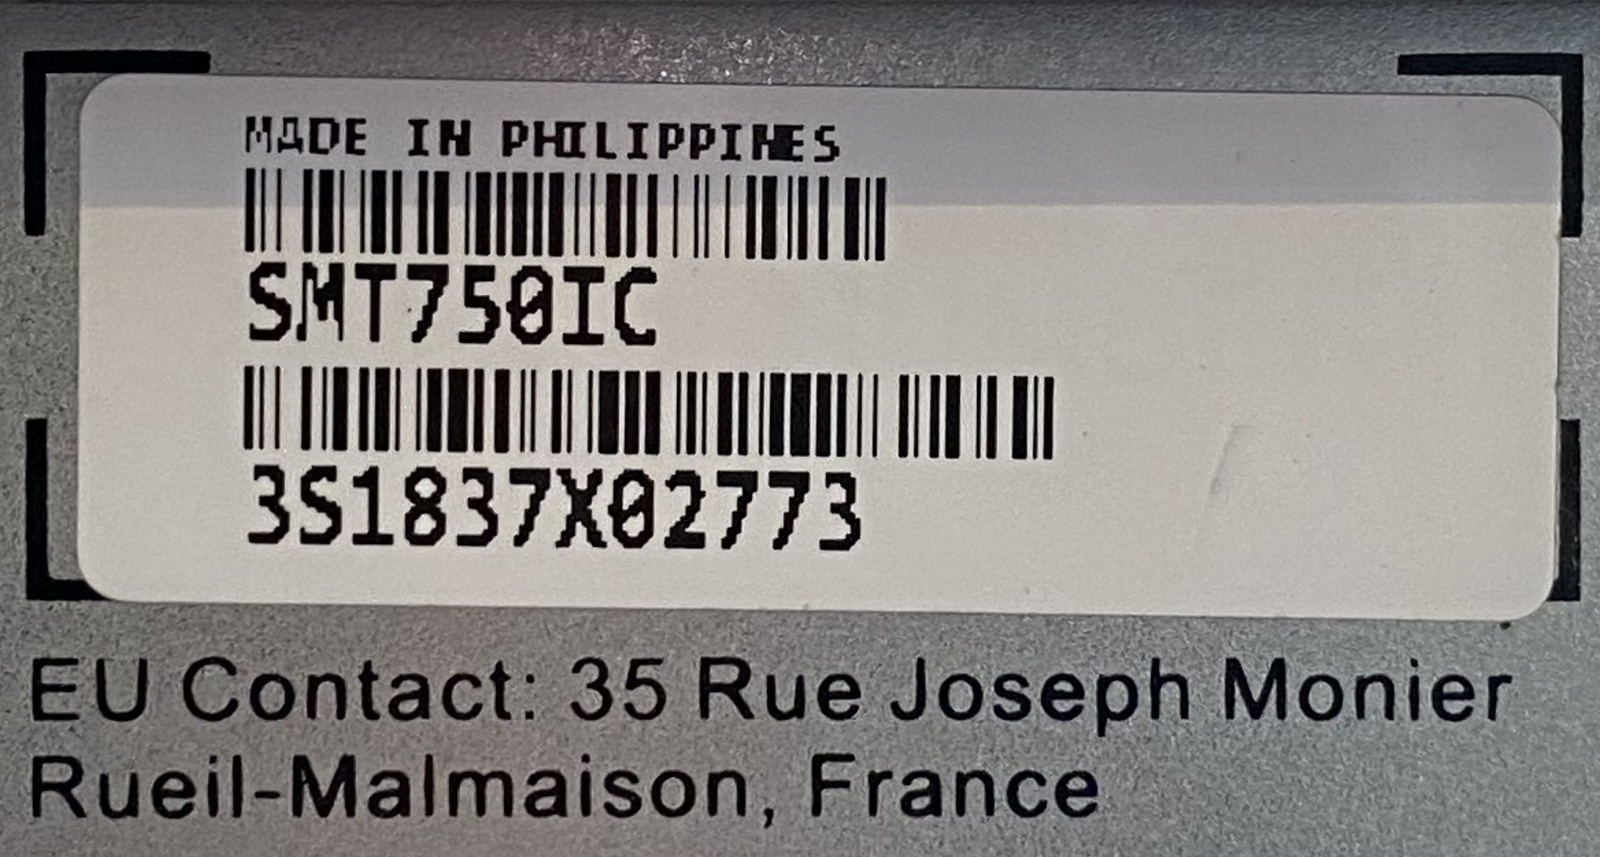 MADE IN PHILIPPINES
SMT750IC
3S1837X02773
EU Contact: 35 Rue Joseph Monier
Rueil-Malmaison, France